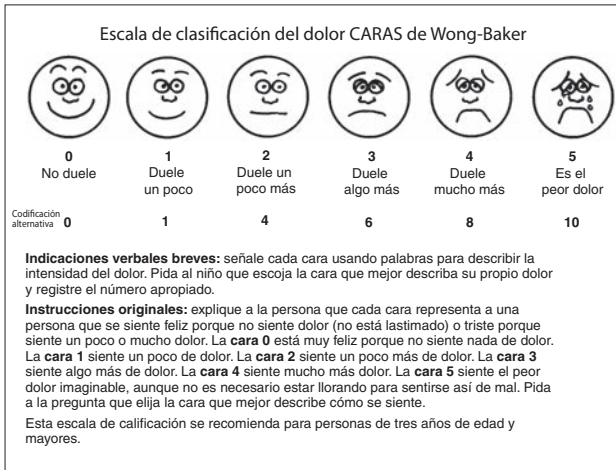 Escala de clasificación del dolor CARAS de Wong-Baker
0 1 2 3 4 5
No duele Duele Duele un Duele Duele Es el
un poco poco más algo más mucho más peor dolor
Codificación
alternativa 0 1 4 6 8 10
Indicaciones verbales breves: señale cada cara usando palabras para describir la
intensidad del dolor. Pida al niño que escoja la cara que mejor describa su propio dolor
y registre el número apropiado.
Instrucciones originales: explique a la persona que cada cara representa a una
persona que se siente feliz porque no siente dolor (no está lastimado) o triste porque
siente un poco o mucho dolor. La cara 0 está muy feliz porque no siente nada de dolor.
La cara 1 siente un poco de dolor. La cara 2 siente un poco más de dolor. La cara 3
siente algo más de dolor. La cara 4 siente mucho más dolor. La cara 5 siente el peor
dolor imaginable, aunque no es necesario estar llorando para sentirse así de mal. Pida
a la pregunta que elija la cara que mejor describe cómo se siente.
Esta escala de calificación se recomienda para personas de tres años de edad y
mayores.